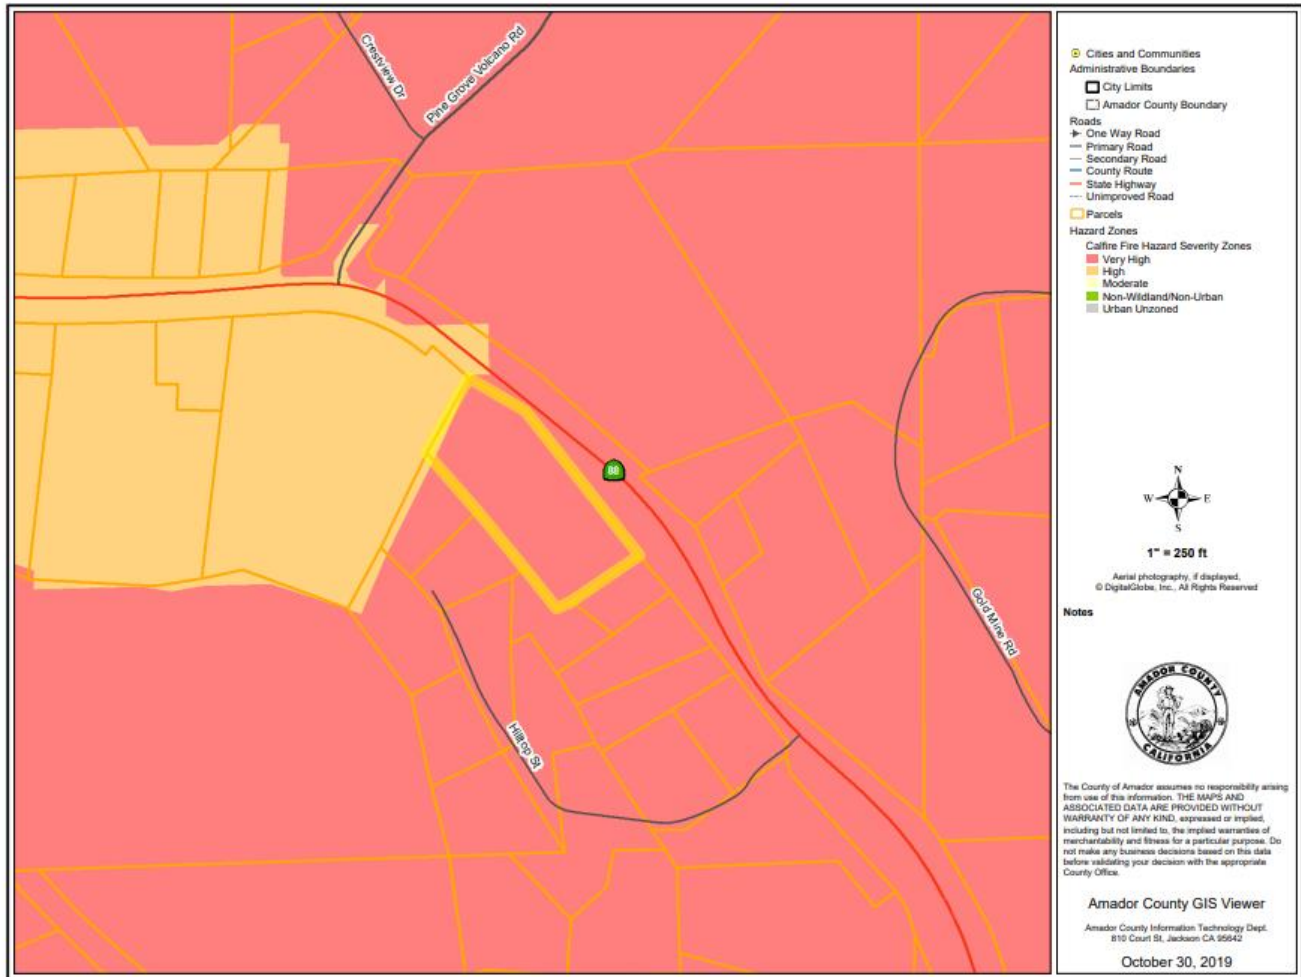 Crestview Dr
Pine Grove Volcano Rd
88
Gold Mine Rd
Hilltop St
Cities and Communities
Administrative Boundaries
City Limits
Amador County Boundary
Roads
One Way Road
Primary Road
Secondary Road
County Route
State Highway
Unimproved Road
Parcels
Hazard Zones
Calfire Fire Hazard Severity Zones
Very High
High
Moderate
Non-Wildland/Non-Urban
Urban Unzoned
N
W
E
S
1" = 250 ft
Aerial photography, if displayed,
© DigitalGlobe, Inc., All Rights Reserved
Notes
AMADOR COUNTY
CALIFORNIA
The County of Amador assumes no responsibility arising
from use of this information. THE MAPS AND
ASSOCIATED DATA ARE PROVIDED WITHOUT
WARRANTY OF ANY KIND, expressed or implied,
including but not limited to, the implied warranties of
merchantability and fitness for a particular purpose. Do
not make any business decisions based on this data
before validating your decision with the appropriate
County Office.
Amador County GIS Viewer
Amador County Information Technology Dept.
810 Court St, Jackson CA 95642
October 30, 2019